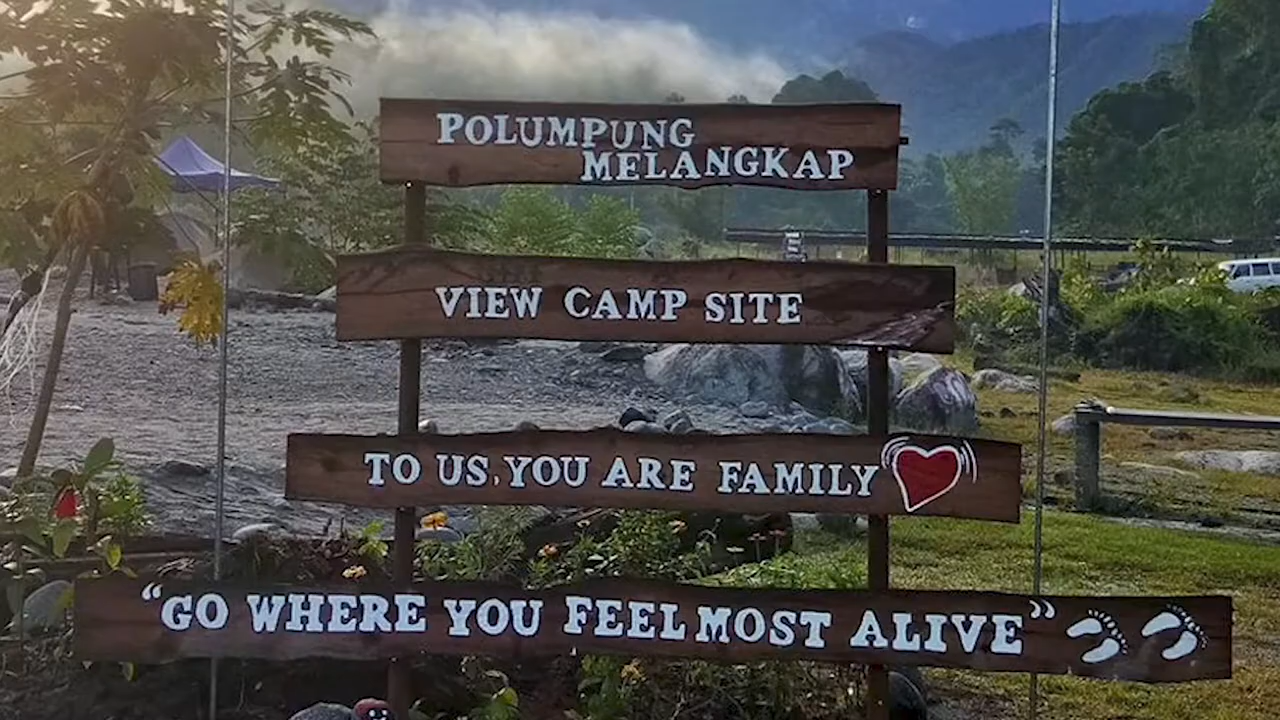 POLUMPUNG
MELANGKAP
VIEW CAMP SITE
TO US, YOU ARE FAMILY
“GO WHERE YOU FEEL MOST ALIVE”